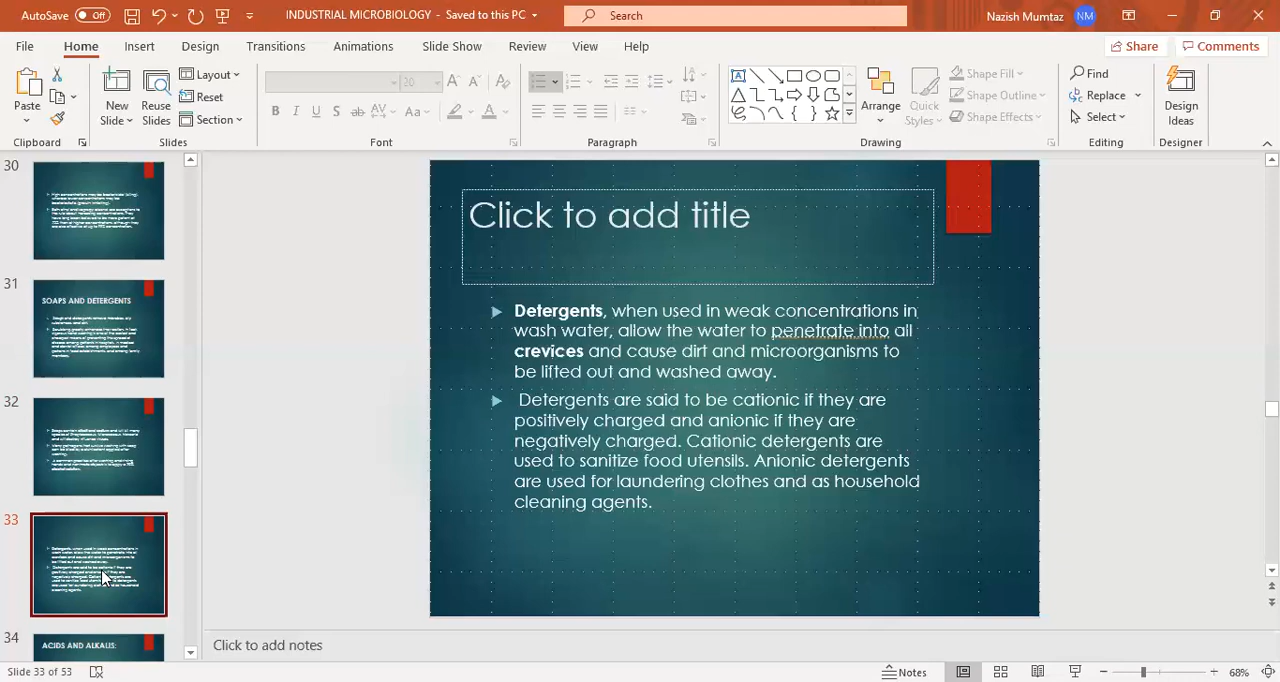 AutoSave Off INDUSTRIAL MICROBIOLOGY - Saved to this PC Search Nazish Mumtaz NM
File Home Insert Design Transitions Animations Slide Show Review View Help Share Comments
Paste New Slide Reuse Slides Layout Reset Section 20 B I U S ab AV Aa A Arrange Quick Styles Shape Fill Shape Outline Shape Effects Find Replace Select Design Ideas
Clipboard Slides Font Paragraph Drawing Editing Designer
30
31
SOAPS AND DETERGENTS
32
33
34
ACIDS AND ALKALIS:
Click to add title
Detergents, when used in weak concentrations in
wash water, allow the water to penetrate into all
crevices and cause dirt and microorganisms to
be lifted out and washed away.
Detergents are said to be cationic if they are
positively charged and anionic if they are
negatively charged. Cationic detergents are
used to sanitize food utensils. Anionic detergents
are used for laundering clothes and as household
cleaning agents.
Click to add notes
Slide 33 of 53 Notes 68%